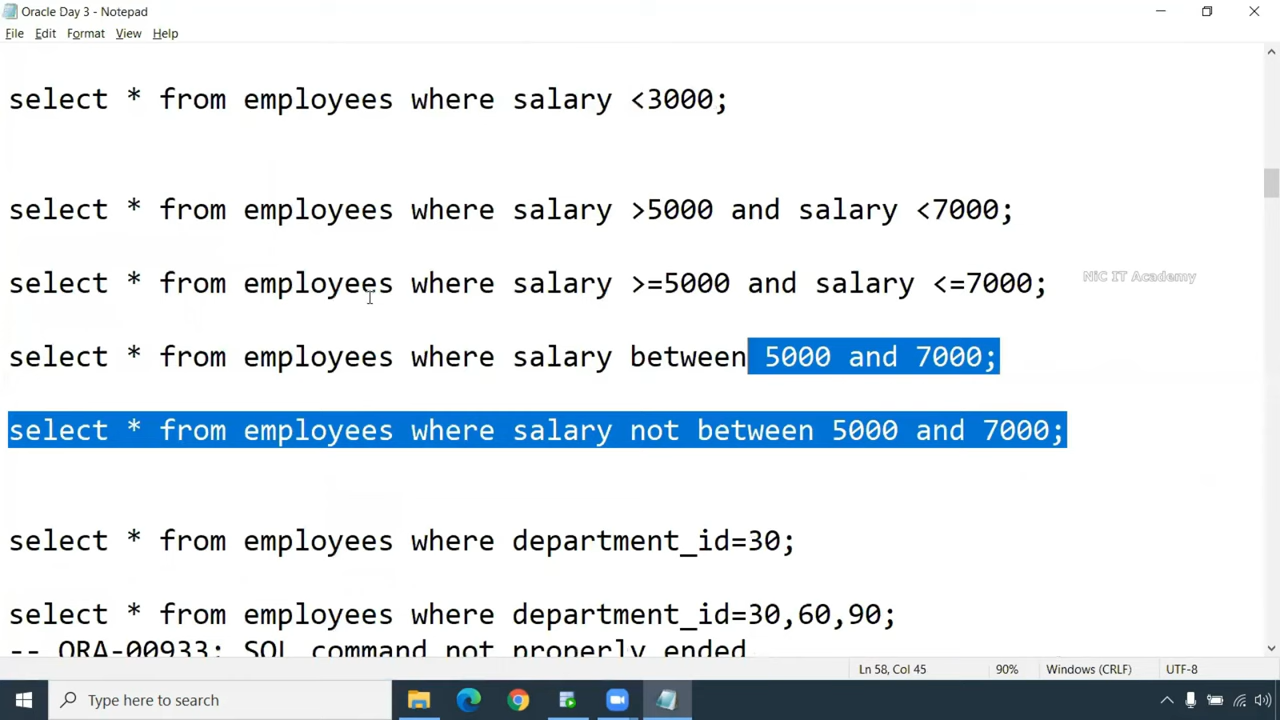 Oracle Day 3 - Notepad
File Edit Format View Help
select * from employees where salary <3000;
select * from employees where salary >5000 and salary <7000;
select * from employees where salary >=5000 and salary <=7000;
NiC IT Academy
select * from employees where salary between 5000 and 7000;
select * from employees where salary not between 5000 and 7000;
select * from employees where department_id=30;
select * from employees where department_id=30,60,90;
-- ORA-00933: SQL command not properly ended
Ln 58, Col 45 90% Windows (CRLF) UTF-8
Type here to search